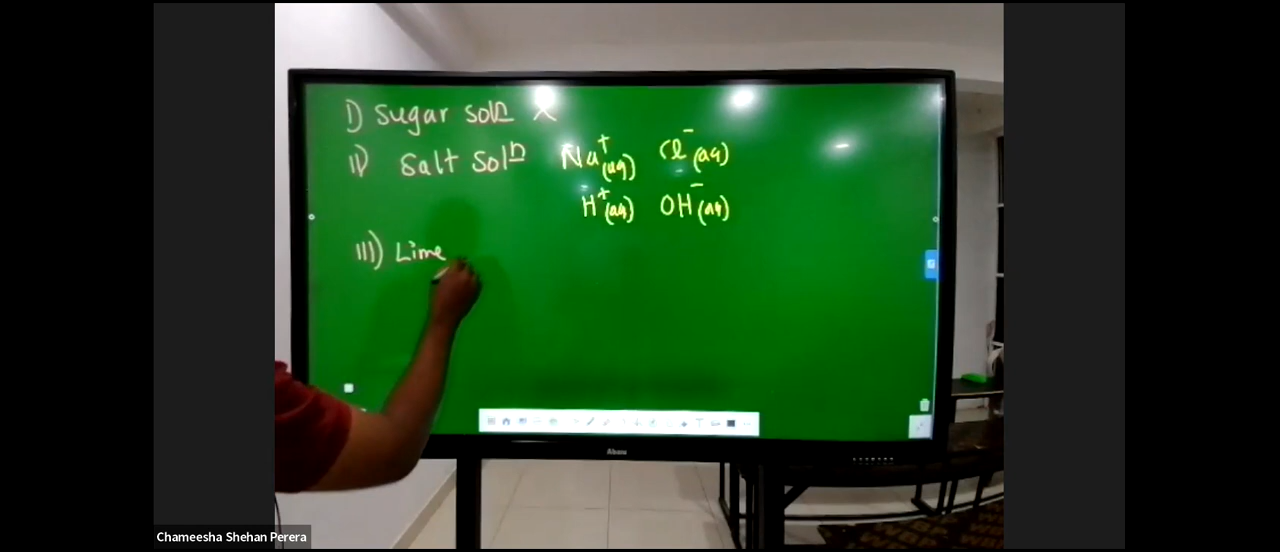 I) Sugar solⁿ X
II) Salt solⁿ Na⁺(aq) Cl⁻(aq)
H⁺(aq) OH⁻(aq)
III) Lime
Chameesha Shehan Perera